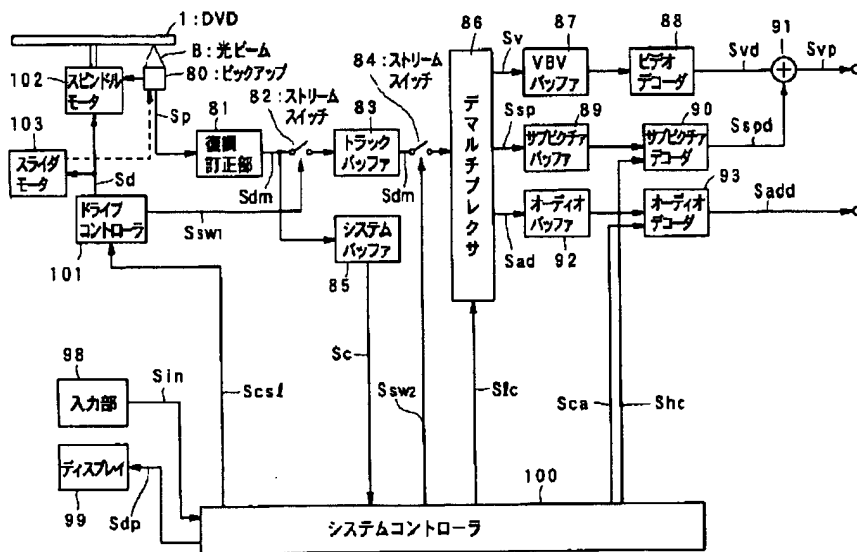 1:DVD
B:光ビーム
80:ピックアップ
102
スピンドル
モータ
Sp
103
スライダ
モータ
Sd
ドライブ
コントローラ
101
Ssw1
81
復調
訂正部
Sdm
82:ストリーム
スイッチ
83
トラック
バッファ
Sdm
84:ストリーム
スイッチ
システム
バッファ
85
86
デマルチプレクサ
Sv
87
VBV
バッファ
88
ビデオ
デコーダ
Svd
91
Svp
Ssp
89
サブピクチャ
バッファ
90
サブピクチャ
デコーダ
Sspd
Sad
オーディオ
バッファ
92
93
オーディオ
デコーダ
Sadd
98
入力部
Sin
ディスプレイ
99
Sdp
Scsl
Sc
Ssw2
Slc
Sca
Shc
100
システムコントローラ